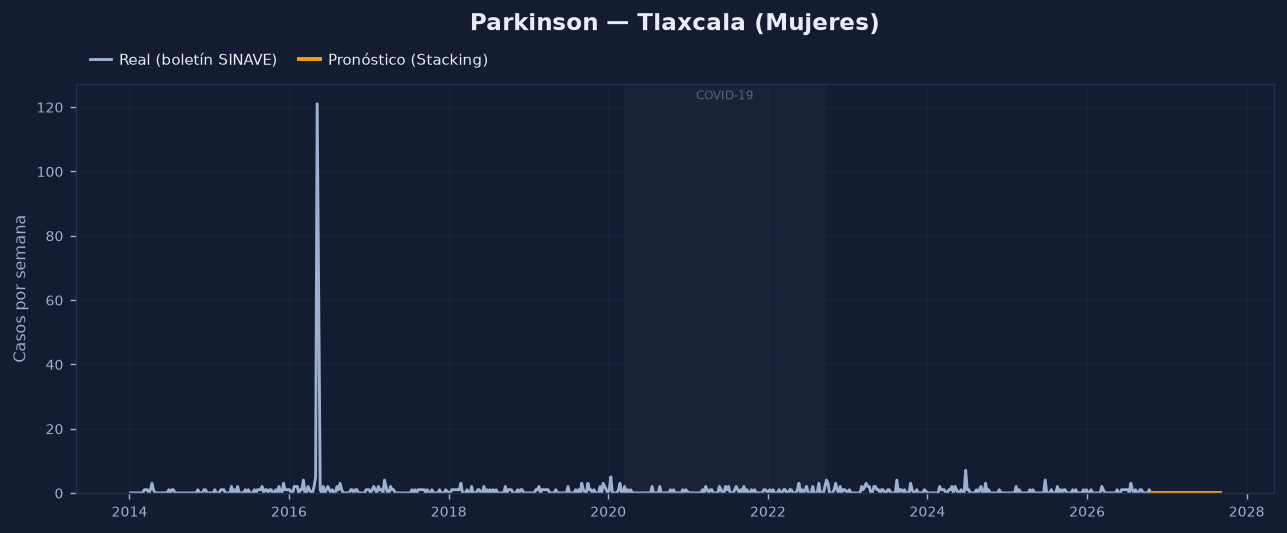 Parkinson — Tlaxcala (Mujeres)
Real (boletín SINAVE) Pronóstico (Stacking)
COVID-19
Casos por semana
120
100
80
60
40
20
0
2014 2016 2018 2020 2022 2024 2026 2028